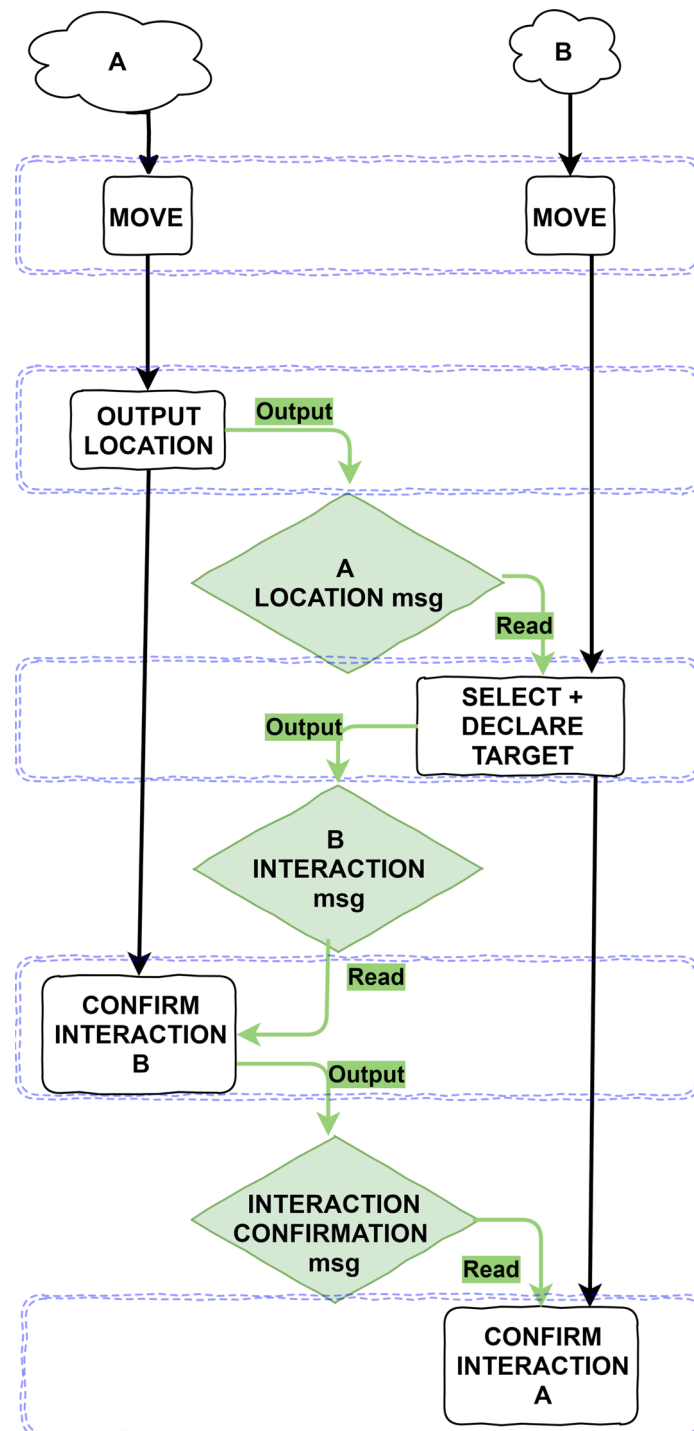 A
B
MOVE
MOVE
OUTPUT
LOCATION
Output
A
LOCATION msg
Read
SELECT +
DECLARE
TARGET
Output
B
INTERACTION
msg
Read
CONFIRM
INTERACTION
B
Output
INTERACTION
CONFIRMATION
msg
Read
CONFIRM
INTERACTION
A